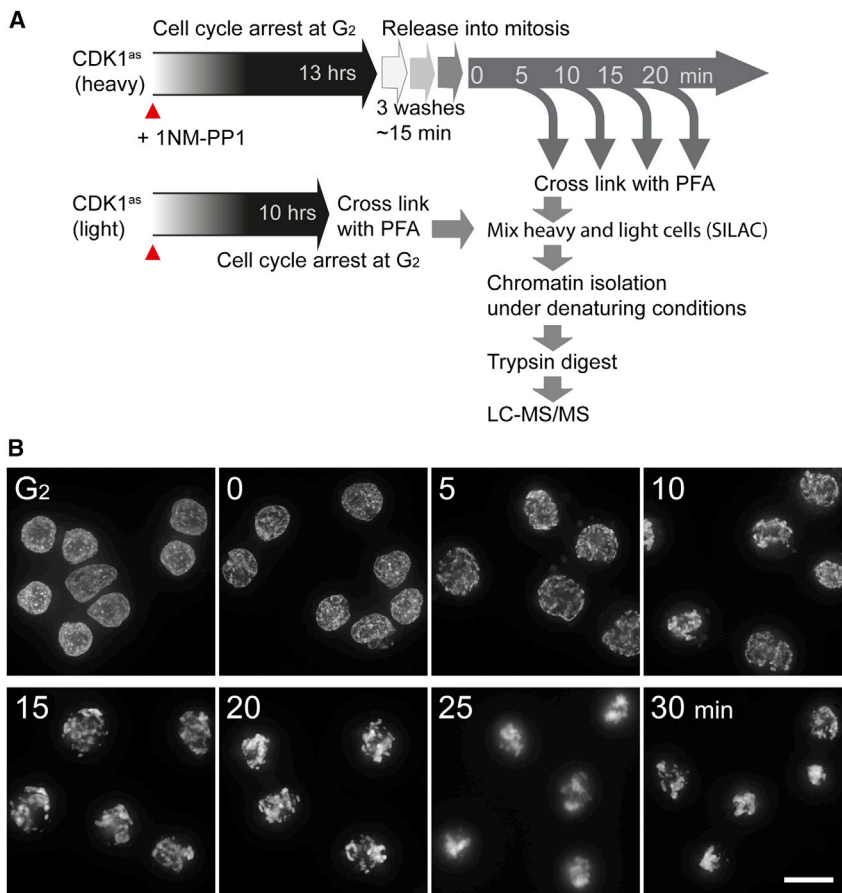 A
Cell cycle arrest at G2
Release into mitosis
CDK1as
(heavy)
13 hrs
0 5 10 15 20 min
+ 1NM-PP1
3 washes
~15 min
Cross link with PFA
CDK1as
(light)
10 hrs
Cross link
with PFA
Mix heavy and light cells (SILAC)
Cell cycle arrest at G2
Chromatin isolation
under denaturing conditions
Trypsin digest
LC-MS/MS
B
G2
0
5
10
15
20
25
30 min